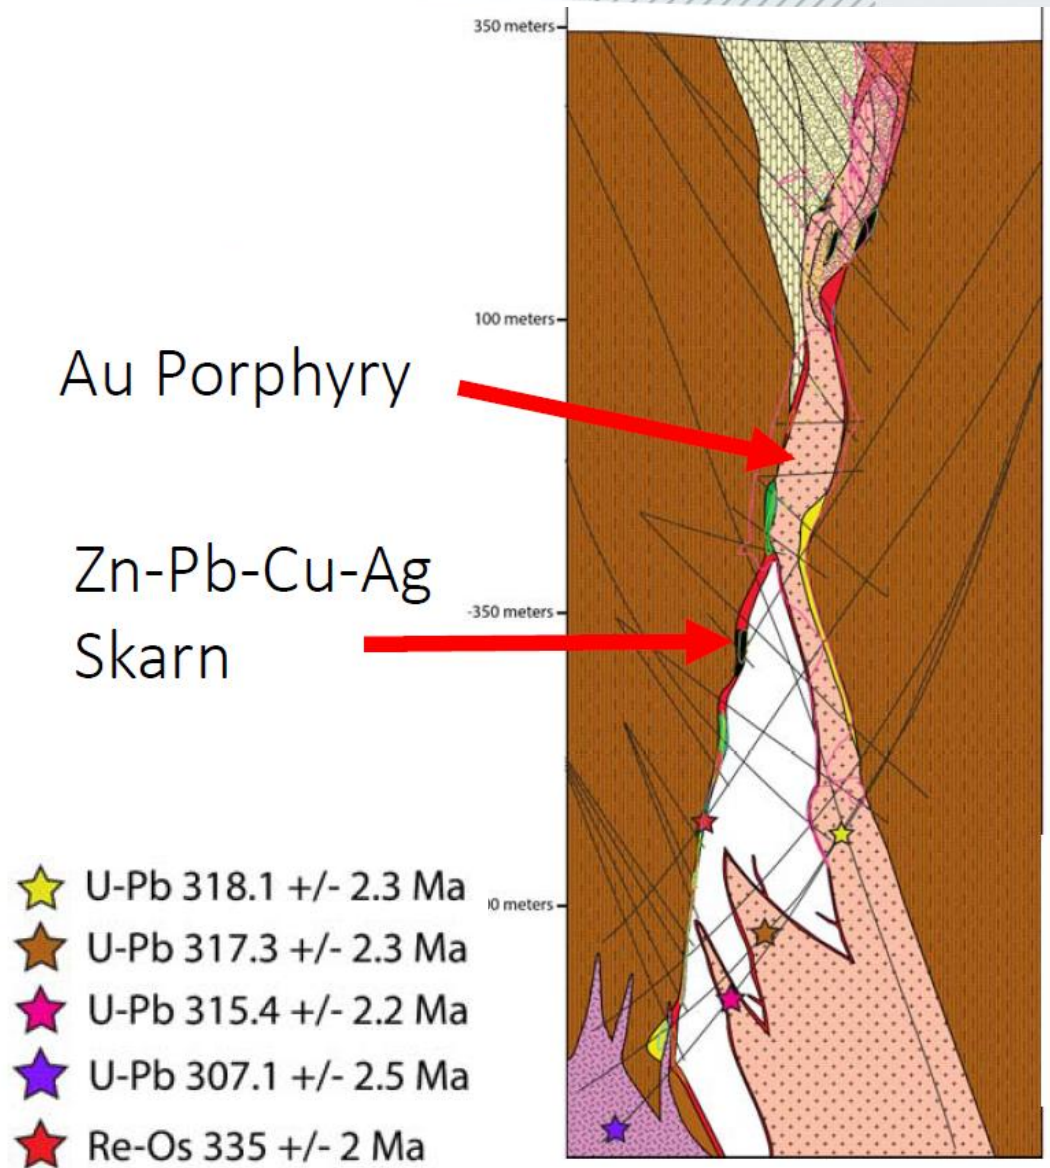 350 meters
100 meters
Au Porphyry
Zn-Pb-Cu-Ag
Skarn
-350 meters
00 meters
U-Pb 318.1 +/- 2.3 Ma
U-Pb 317.3 +/- 2.3 Ma
U-Pb 315.4 +/- 2.2 Ma
U-Pb 307.1 +/- 2.5 Ma
Re-Os 335 +/- 2 Ma